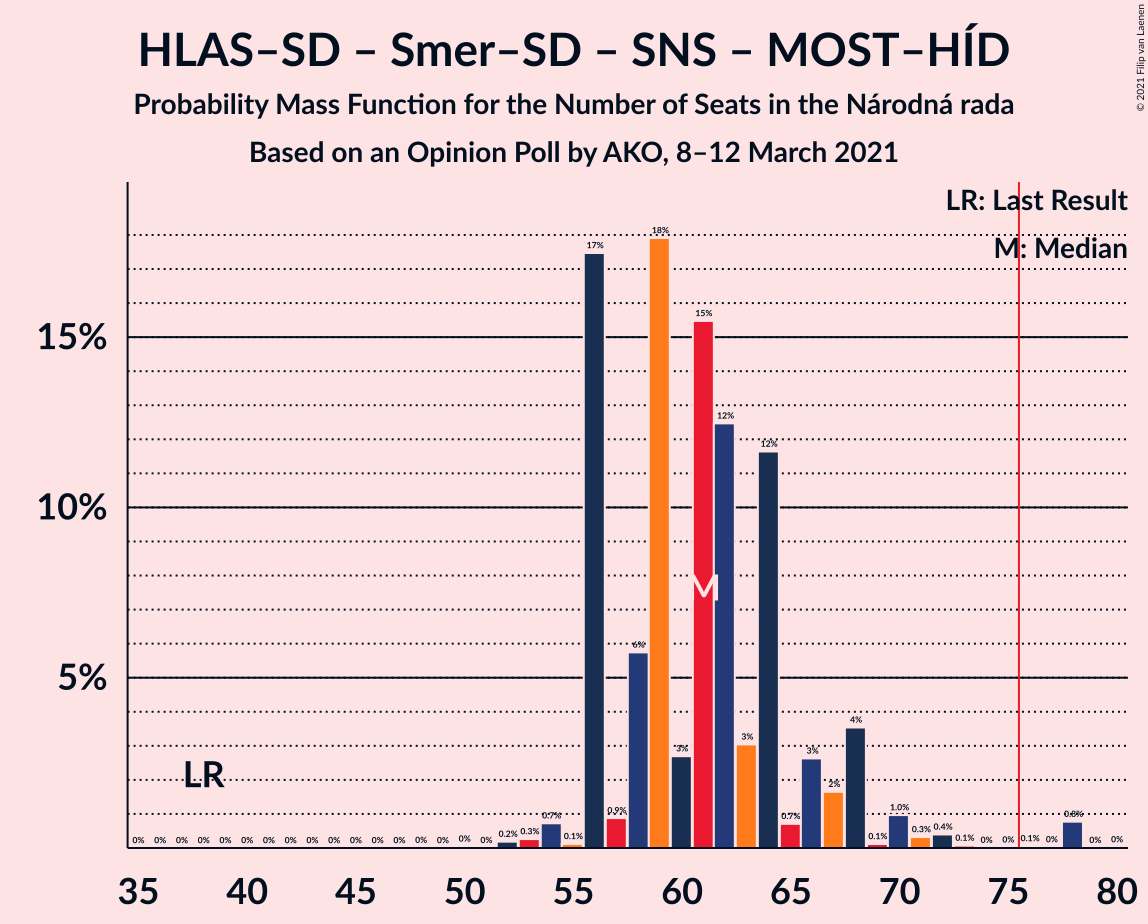 HLAS–SD – Smer–SD – SNS – MOST–HÍD
Probability Mass Function for the Number of Seats in the Národná rada
Based on an Opinion Poll by AKO, 8–12 March 2021
© 2021 Filip van Laenen
LR: Last Result
M: Median
15%
10%
5%
LR
M
0% 0% 0% 0% 0% 0% 0% 0% 0% 0% 0% 0% 0% 0% 0% 0% 0% 0.2% 0.3% 0.7% 0.1% 17% 0.9% 6% 18% 3% 15% 12% 3% 12% 0.7% 3% 2% 4% 0.1% 1.0% 0.3% 0.4% 0.1% 0% 0% 0.1% 0% 0.8% 0% 0%
35 40 45 50 55 60 65 70 75 80